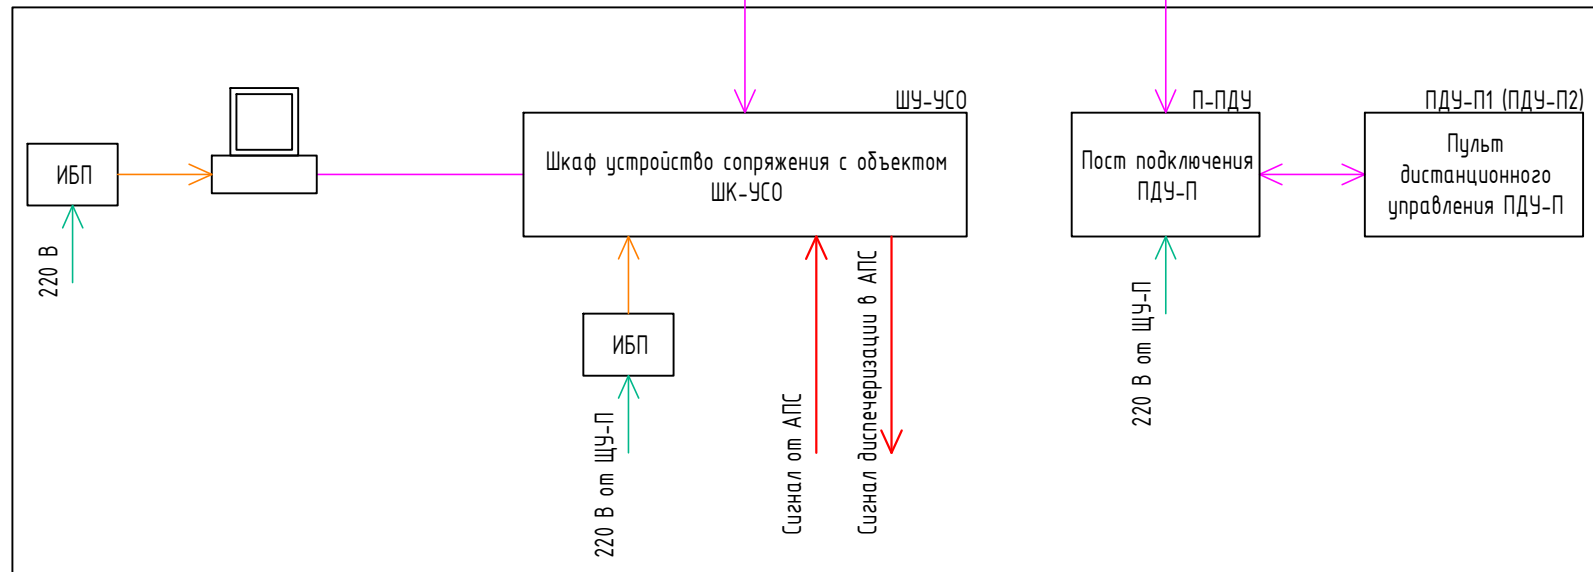 ШУ-УСО
П-ПДУ
ПДУ-П1 (ПДУ-П2)
ИБП
Шкаф устройство сопряжения с объектом
ШК-УСО
Пост подключения
ПДУ-П
Пульт
дистанционного
управления ПДУ-П
220 В
ИБП
220 В от ЩУ-П
Сигнал от АПС
Сигнал диспечеризации в АПС
220 В от ЩУ-П